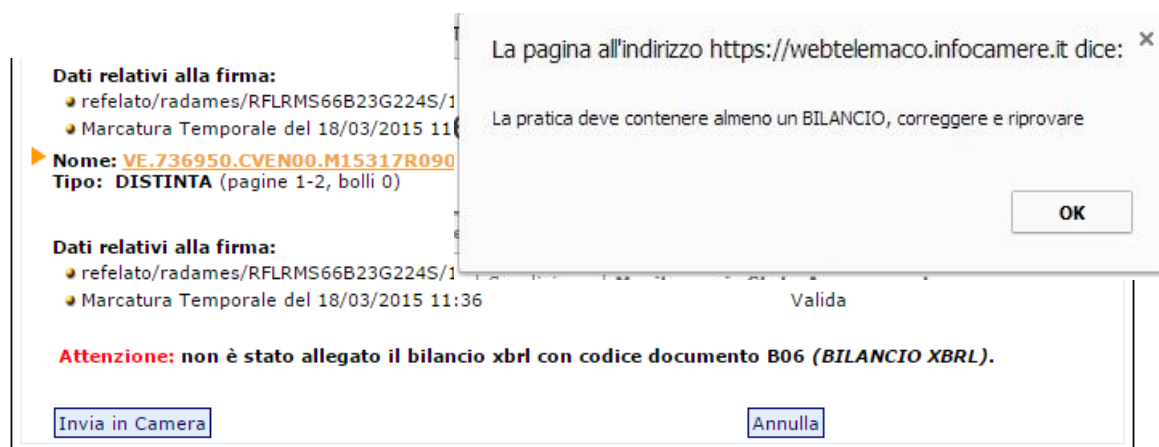 La pagina all'indirizzo https://webtelemaco.infocamere.it dice: ×
La pratica deve contenere almeno un BILANCIO, correggere e riprovare
OK
Dati relativi alla firma:
refelato/radames/RFLRMS66B23G224S/1
Marcatura Temporale del 18/03/2015 11
Nome: VE.736950.CVEN00.M15317R090
Tipo: DISTINTA (pagine 1-2, bolli 0)
Dati relativi alla firma:
refelato/radames/RFLRMS66B23G224S/1
Marcatura Temporale del 18/03/2015 11:36 Valida
Attenzione: non è stato allegato il bilancio xbrl con codice documento B06 (BILANCIO XBRL).
Invia in Camera Annulla